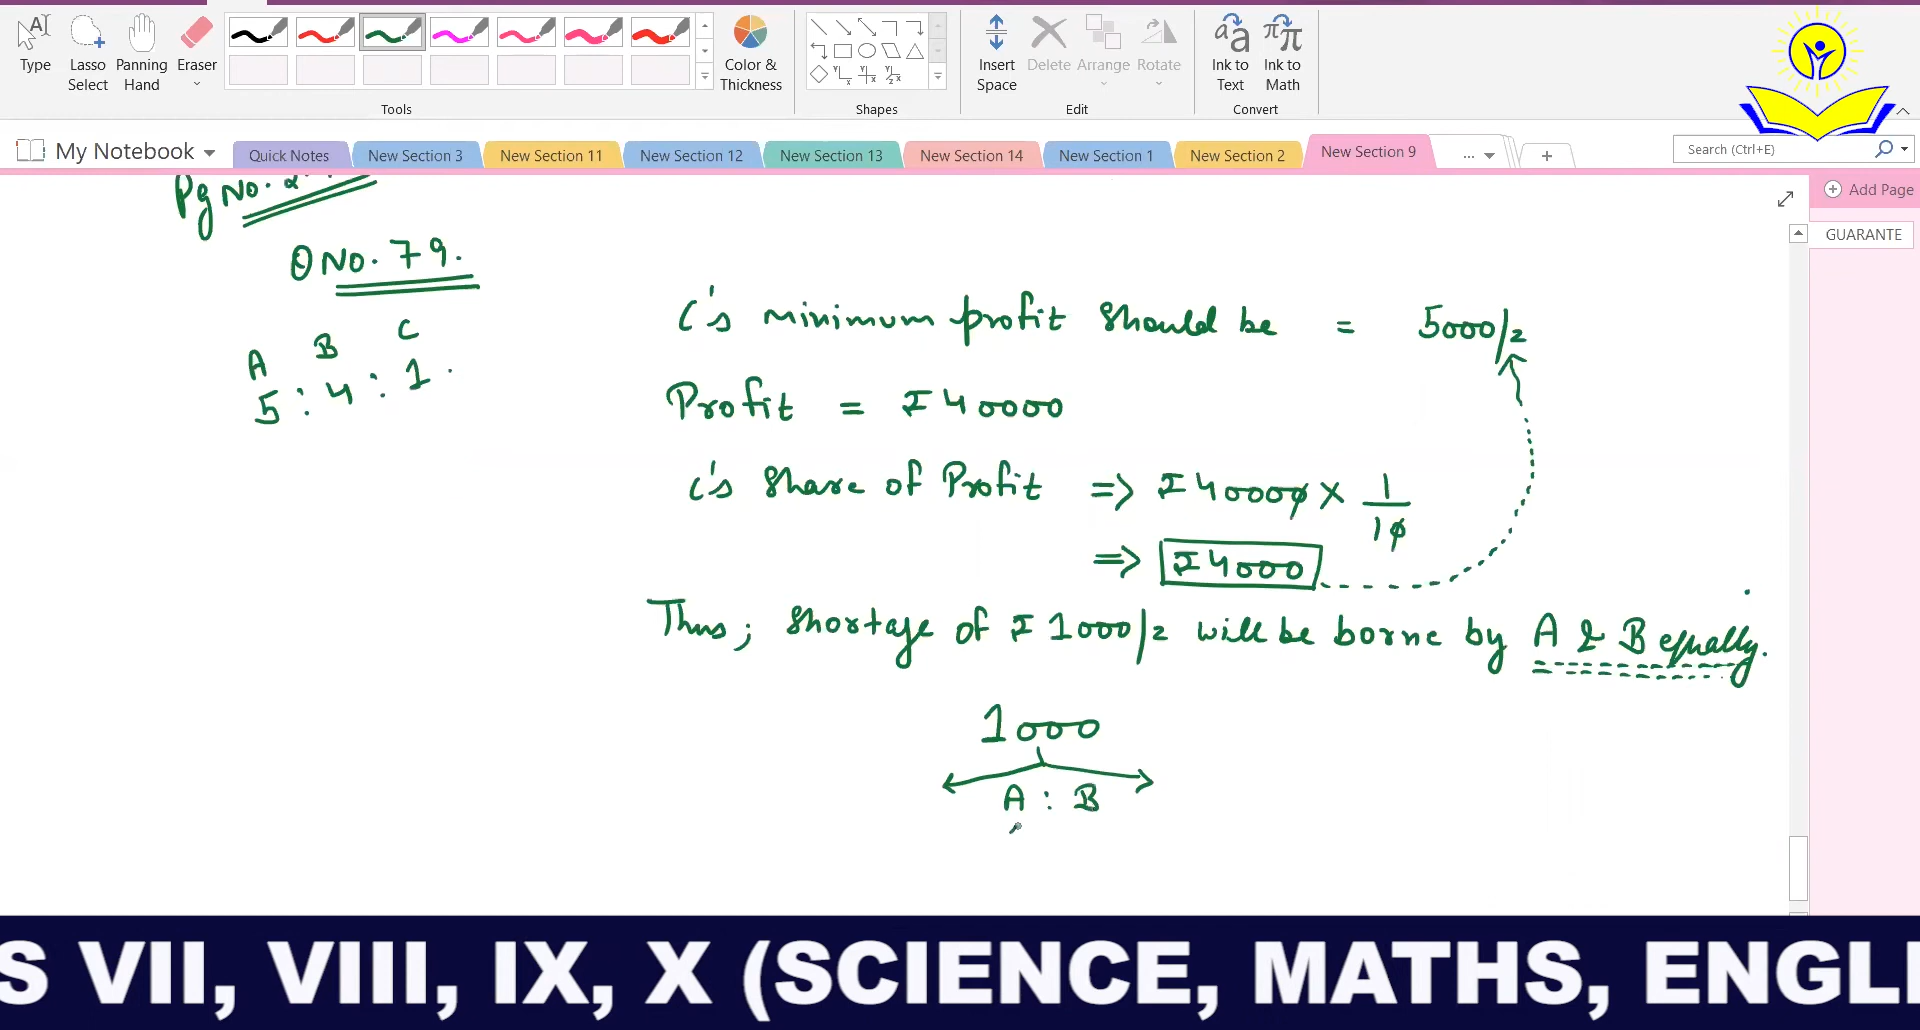 Type
Lasso Select
Panning Hand
Eraser
Tools
Color & Thickness
Shapes
Insert Space
Delete
Arrange
Rotate
Edit
Ink to Text
Ink to Math
Convert
My Notebook
Quick Notes
New Section 3
New Section 11
New Section 12
New Section 13
New Section 14
New Section 1
New Section 2
New Section 9
...
Search (Ctrl+E)
Add Page
GUARANTE
Pg No.
Q No. 79.
A B C
5 : 4 : 1 .
C's minimum profit should be = 5000/-
Profit = ₹40000
C's share of Profit => ₹40000 × 1/10
=> ₹4000
Thus; shortage of ₹1000/- will be borne by A & B equally.
1000
A : B
S VII, VIII, IX, X (SCIENCE, MATHS, ENGL